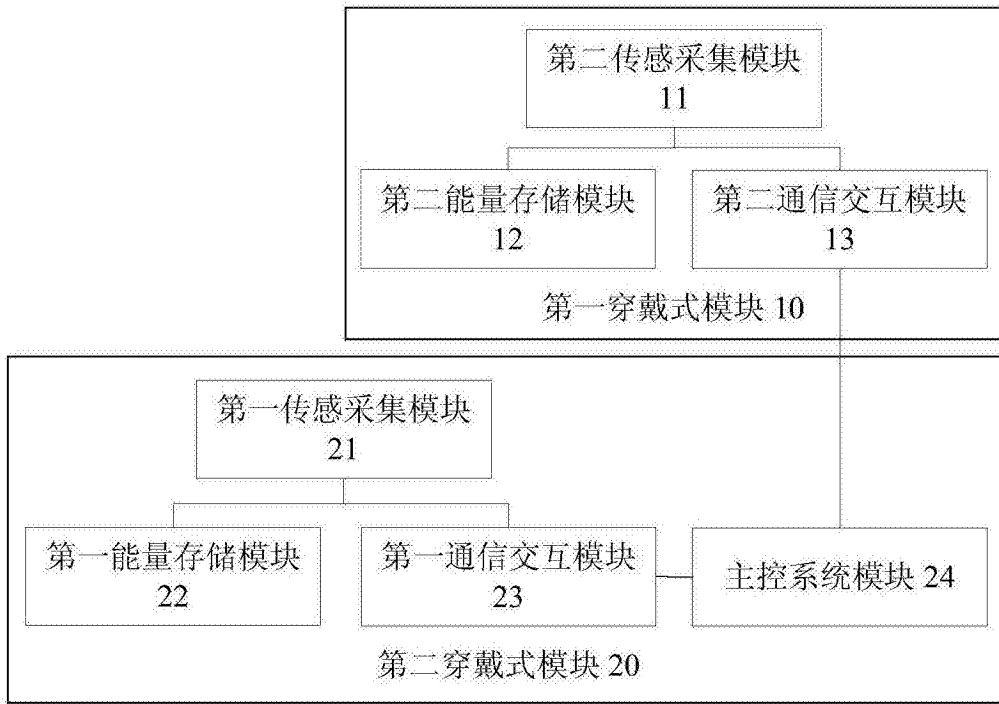 第二传感采集模块
11
第二能量存储模块
12
第二通信交互模块
13
第一穿戴式模块 10
第一传感采集模块
21
第一能量存储模块
22
第一通信交互模块
23
主控系统模块 24
第二穿戴式模块 20